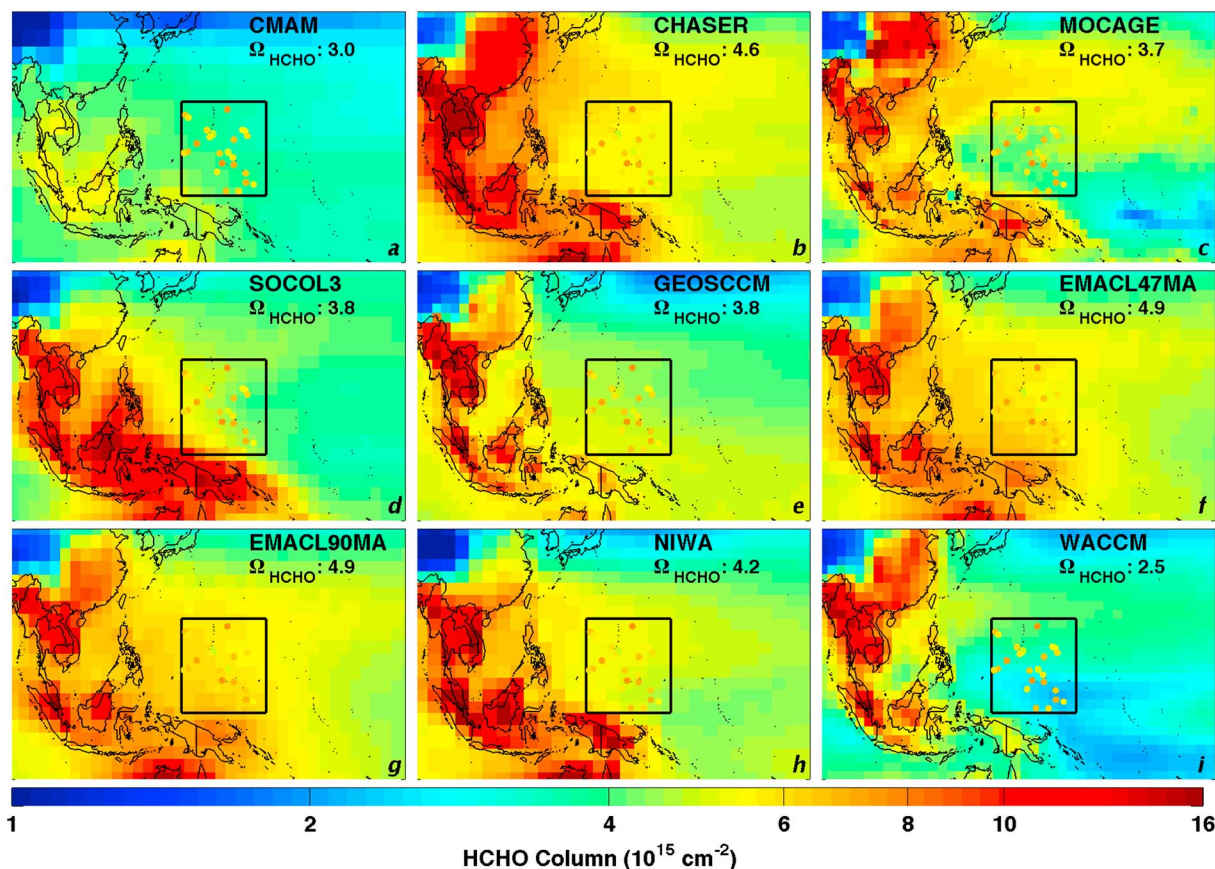 CMAM
Ω HCHO: 3.0
a
CHASER
Ω HCHO: 4.6
b
MOCAGE
Ω HCHO: 3.7
c
SOCOL3
Ω HCHO: 3.8
d
GEOSCCM
Ω HCHO: 3.8
e
EMACL47MA
Ω HCHO: 4.9
f
EMACL90MA
Ω HCHO: 4.9
g
NIWA
Ω HCHO: 4.2
h
WACCM
Ω HCHO: 2.5
i
1 2 4 6 8 10 16
HCHO Column (10^15 cm^-2)